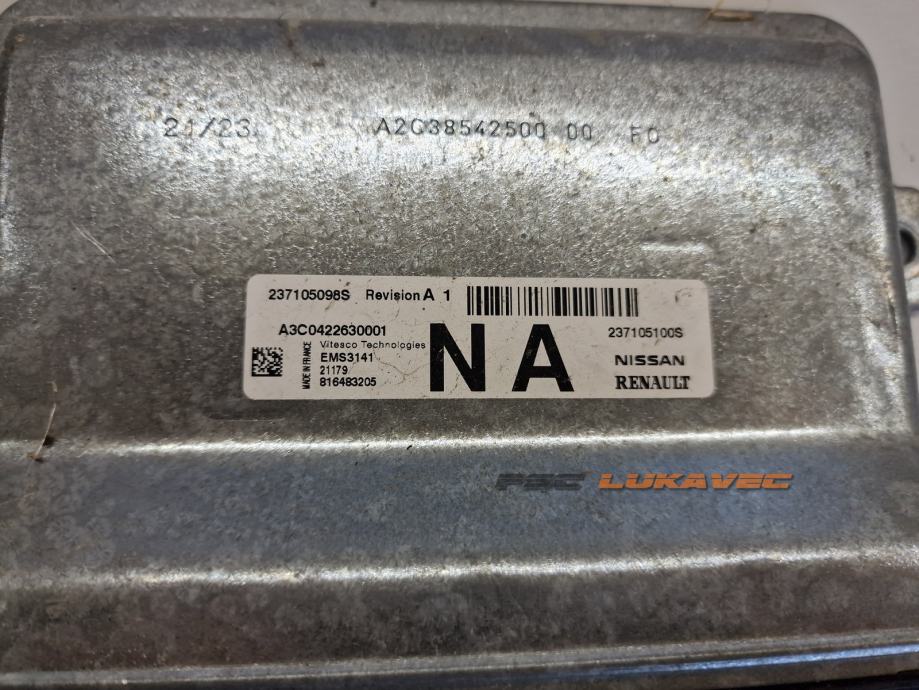 21/23 A2C38542500 00 F0
237105098S Revision A 1
A3C0422630001 NA 237105100S
MADE IN FRANCE
Vitesco Technologies
EMS3141 NISSAN
21179
816483205 RENAULT
PSC LUKAVEC